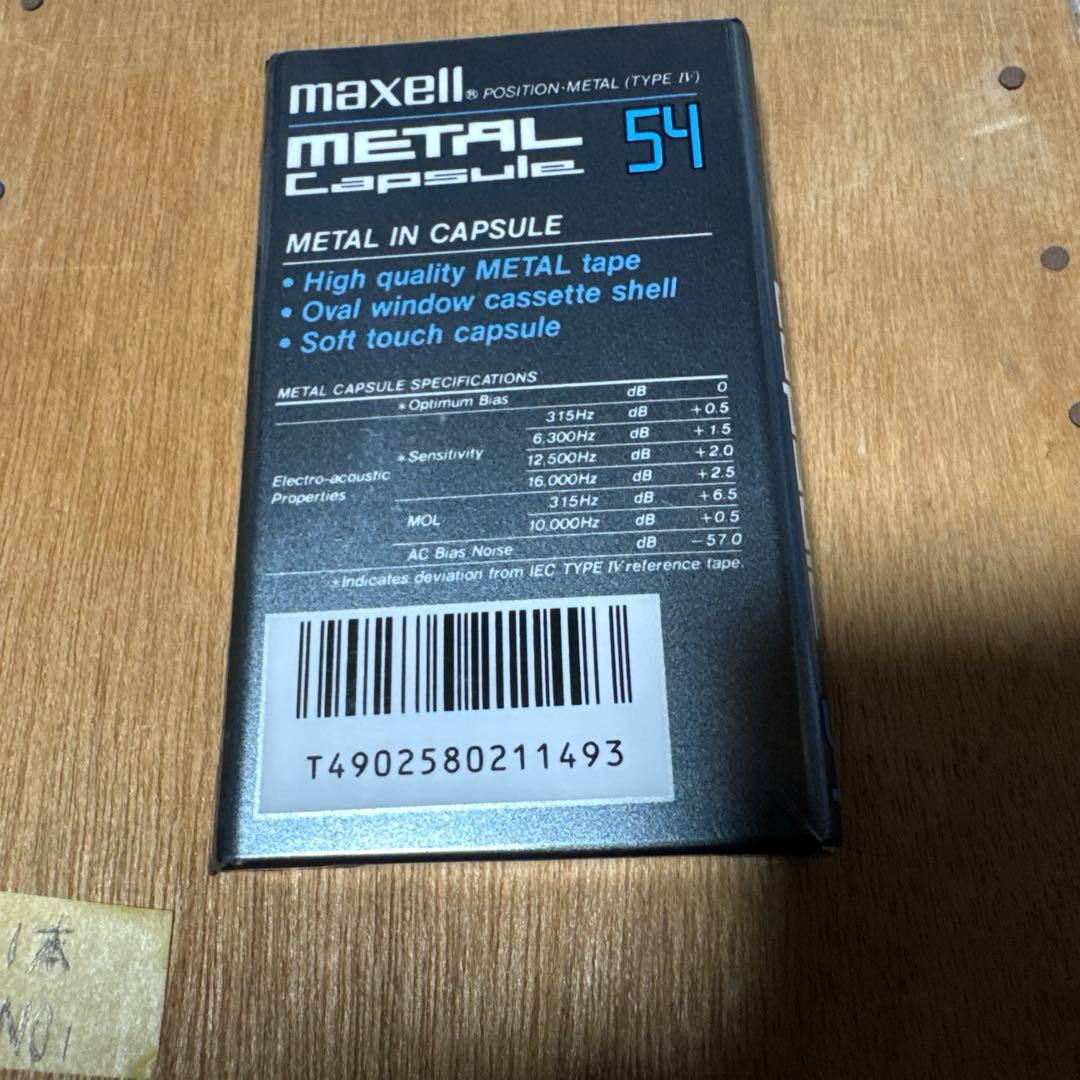 maxell® POSITION·METAL (TYPE IV)
METAL
Capsule 54
METAL IN CAPSULE
• High quality METAL tape
• Oval window cassette shell
• Soft touch capsule
METAL CAPSULE SPECIFICATIONS
*Optimum Bias dB 0
315Hz dB +0.5
6,300Hz dB +1.5
*Sensitivity 12,500Hz dB +2.0
Electro-acoustic 16,000Hz dB +2.5
Properties 315Hz dB +6.5
MOL 10,000Hz dB +0.5
AC Bias Noise dB −57.0
*Indicates deviation from IEC TYPE IV reference tape.
T4902580211493
1本
NO1